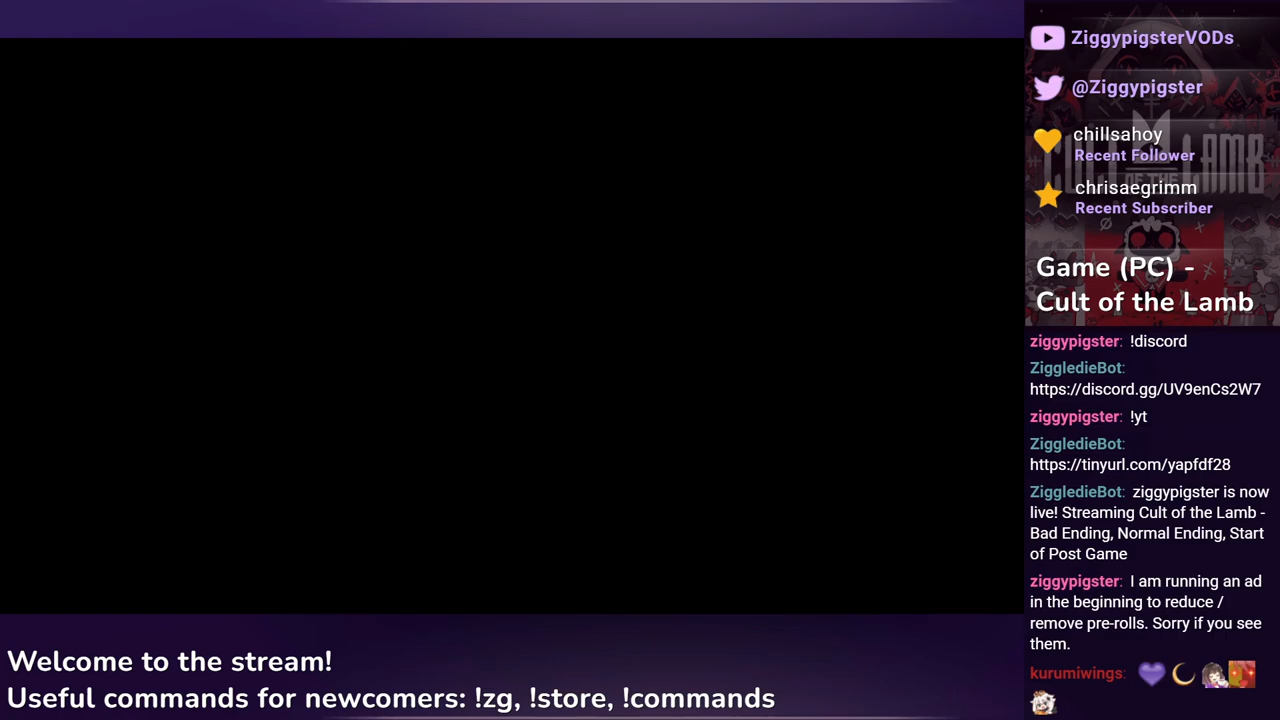 ZiggypigsterVODs
@Ziggypigster
chillsahoy
Recent Follower
chrisaegrimm
Recent Subscriber
CULT OF THE LAMB
Game (PC) -
Cult of the Lamb
ziggypigster: !discord
ZiggledieBot:
https://discord.gg/UV9enCs2W7
ziggypigster: !yt
ZiggledieBot:
https://tinyurl.com/yapfdf28
ZiggledieBot: ziggypigster is now
live! Streaming Cult of the Lamb -
Bad Ending, Normal Ending, Start
of Post Game
ziggypigster: I am running an ad
in the beginning to reduce /
remove pre-rolls. Sorry if you see
them.
kurumiwings:
Welcome to the stream!
Useful commands for newcomers: !zg, !store, !commands